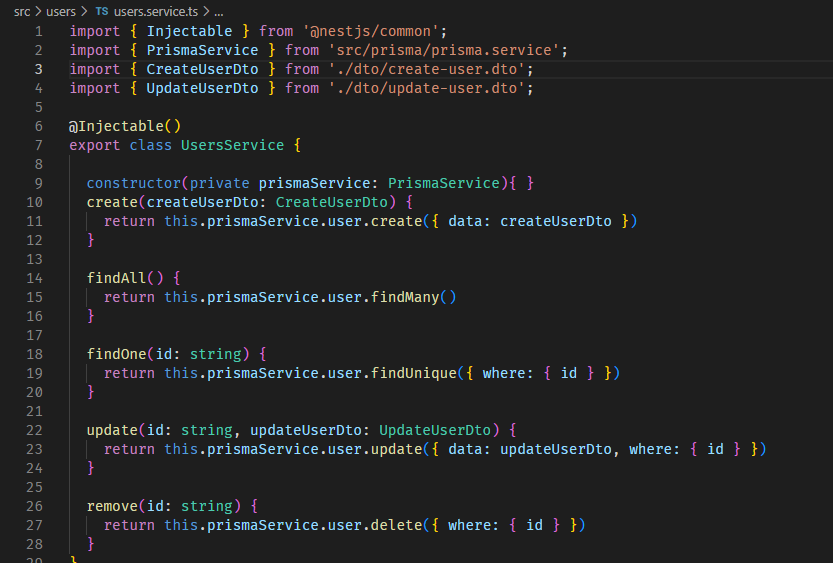 src > users > TS users.service.ts > ...
1 import { Injectable } from '@nestjs/common';
2 import { PrismaService } from 'src/prisma/prisma.service';
3 import { CreateUserDto } from './dto/create-user.dto';
4 import { UpdateUserDto } from './dto/update-user.dto';
5
6 @Injectable()
7 export class UsersService {
8
9   constructor(private prismaService: PrismaService){ }
10   create(createUserDto: CreateUserDto) {
11     return this.prismaService.user.create({ data: createUserDto })
12   }
13
14   findAll() {
15     return this.prismaService.user.findMany()
16   }
17
18   findOne(id: string) {
19     return this.prismaService.user.findUnique({ where: { id } })
20   }
21
22   update(id: string, updateUserDto: UpdateUserDto) {
23     return this.prismaService.user.update({ data: updateUserDto, where: { id } })
24   }
25
26   remove(id: string) {
27     return this.prismaService.user.delete({ where: { id } })
28   }
29 }